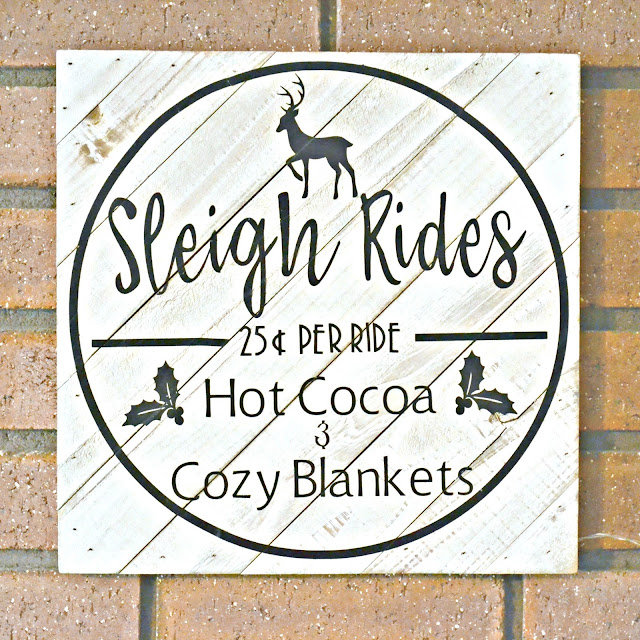 Sleigh Rides
25¢ PER RIDE
Hot Cocoa
&
Cozy Blankets